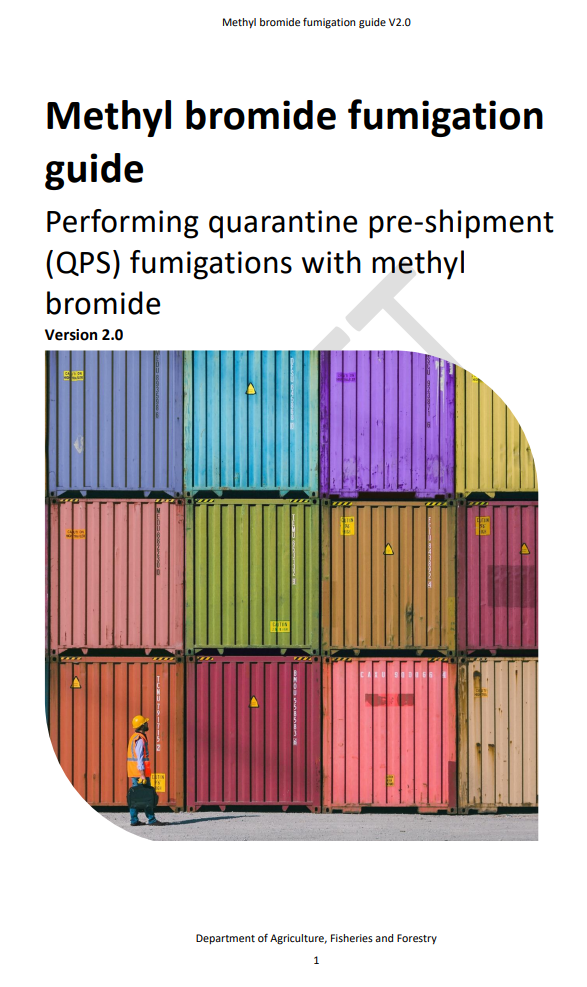 Methyl bromide fumigation guide V2.0
Methyl bromide fumigation
guide
Performing quarantine pre-shipment
(QPS) fumigations with methyl
bromide
Version 2.0
Department of Agriculture, Fisheries and Forestry
1